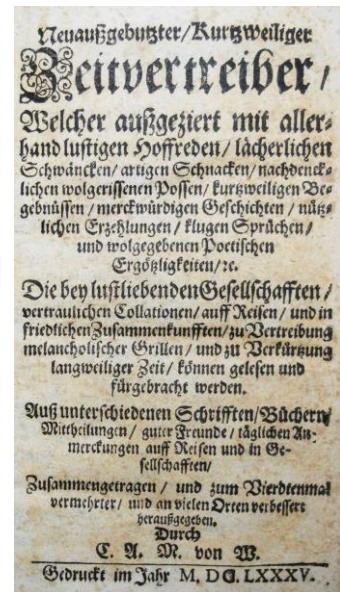 Neuaußgebutzter/Kurtzweiliger
Zeitvertreiber/
Welcher außgeziert mit aller⸗
hand lustigen Hoffreden/ lächerlichen
Schwäncken/ artigen Schnacken/ nachdenck⸗
lichen wolgerissenen Possen/ kurtzweiligen Be⸗
gebnüssen/ merckwürdigen Geschichten/ nütz⸗
lichen Erzehlungen/ klugen Sprüchen/
und wolgegebenen Poetischen
Ergötzligkeiten/ꝛc.
Die bey lustliebenden Gesellschafften/
vertraulichen Collationen/ auff Reisen/ und in
friedlichen Zusammenkunfften/zu Vertreibung
melancholischer Grillen/ und zu Verkürtzung
langweiliger Zeit/ können gelesen und
fürgebracht werden.
Auß unterschiedenen Schrifften/Büchern/
Mittheilungen/ guter Freunde/ täglichen An⸗
merckungen auff Reisen und in Ge⸗
sellschafften/
Zusammengetragen/ und zum Vierdtenmal
vermehrter/ und an vielen Orten verbessert
heraußgegeben.
Durch
C. A. M. von W.
Gedruckt im Jahr M. DC. LXXXV.